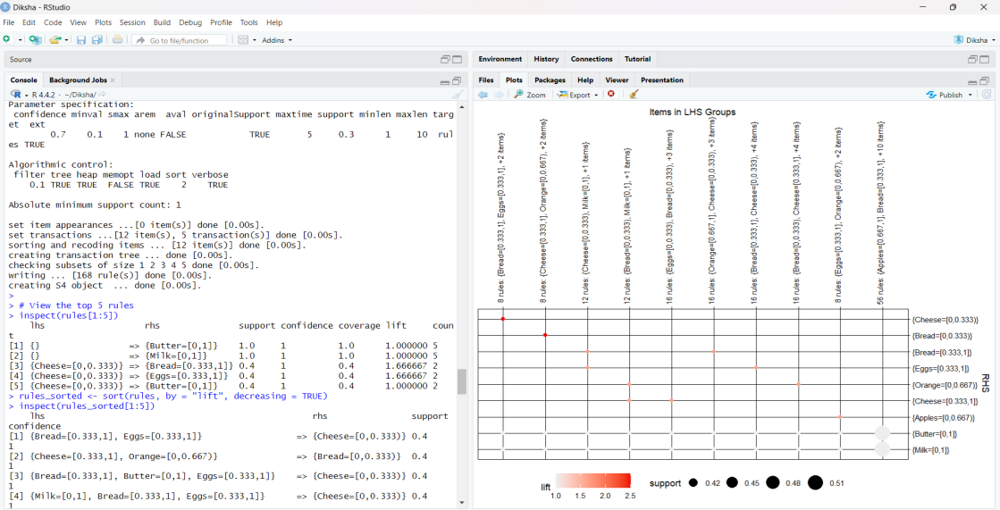 Diksha - RStudio
File Edit Code View Plots Session Build Debug Profile Tools Help
Go to file/function
Addins
Diksha
Source
Console Background Jobs
R 4.4.2 · ~/Diksha/
Parameter specification:
 confidence minval smax arem  aval originalSupport maxtime support minlen maxlen targ
et  ext
        0.7    0.1    1 none FALSE            TRUE       5     0.3      1     10  rul
es TRUE
Algorithmic control:
 filter tree heap memopt load sort verbose
    0.1 TRUE TRUE  FALSE TRUE    2    TRUE
Absolute minimum support count: 1
set item appearances ...[0 item(s)] done [0.00s].
set transactions ...[12 item(s), 5 transaction(s)] done [0.00s].
sorting and recoding items ... [12 item(s)] done [0.00s].
creating transaction tree ... done [0.00s].
checking subsets of size 1 2 3 4 5 done [0.00s].
writing ... [168 rule(s)] done [0.00s].
creating S4 object  ... done [0.00s].
>
> # View the top 5 rules
> inspect(rules[1:5])
    lhs                   rhs               support confidence coverage lift     coun
t
[1] {}                 => {Butter=[0,1]}    1.0     1          1.0      1.000000 5
[2] {}                 => {Milk=[0,1]}      1.0     1          1.0      1.000000 5
[3] {Cheese=[0,0.333)} => {Bread=[0.333,1]} 0.4     1          0.4      1.666667 2
[4] {Cheese=[0,0.333)} => {Eggs=[0.333,1]}  0.4     1          0.4      1.666667 2
[5] {Cheese=[0,0.333)} => {Butter=[0,1]}    0.4     1          0.4      1.000000 2
> rules_sorted <- sort(rules, by = "lift", decreasing = TRUE)
> inspect(rules_sorted[1:5])
    lhs                                                rhs                support
confidence
[1] {Bread=[0.333,1], Eggs=[0.333,1]}               => {Cheese=[0,0.333)} 0.4
1
[2] {Cheese=[0.333,1], Orange=[0,0.667)}            => {Bread=[0,0.333)}  0.4
1
[3] {Bread=[0.333,1], Butter=[0,1], Eggs=[0.333,1]} => {Cheese=[0,0.333)} 0.4
1
[4] {Milk=[0,1], Bread=[0.333,1], Eggs=[0.333,1]}   => {Cheese=[0,0.333)} 0.4
1
Environment History Connections Tutorial
Files Plots Packages Help Viewer Presentation
Zoom Export Publish
Items in LHS Groups
8 rules: {Bread=[0.333,1], Eggs=[0.333,1], +2 items}
8 rules: {Cheese=[0.333,1], Orange=[0,0.667), +2 items}
12 rules: {Cheese=[0,0.333), Milk=[0,1], +1 items}
12 rules: {Bread=[0,0.333), Milk=[0,1], +1 items}
16 rules: {Eggs=[0,0.333), Bread=[0,0.333), +3 items}
16 rules: {Orange=[0.667,1], Cheese=[0,0.333), +3 items}
16 rules: {Bread=[0.333,1], Cheese=[0,0.333), +4 items}
16 rules: {Bread=[0,0.333), Cheese=[0.333,1], +4 items}
8 rules: {Eggs=[0.333,1], Orange=[0,0.667), +2 items}
56 rules: {Apples=[0.667,1], Bread=[0.333,1], +10 items}
{Cheese=[0,0.333)}
{Bread=[0,0.333)}
{Bread=[0.333,1]}
{Eggs=[0.333,1]}
{Orange=[0,0.667)}
{Cheese=[0.333,1]}
{Apples=[0,0.667)}
{Butter=[0,1]}
{Milk=[0,1]}
RHS
lift
1.0 1.5 2.0 2.5
support 0.42 0.45 0.48 0.51